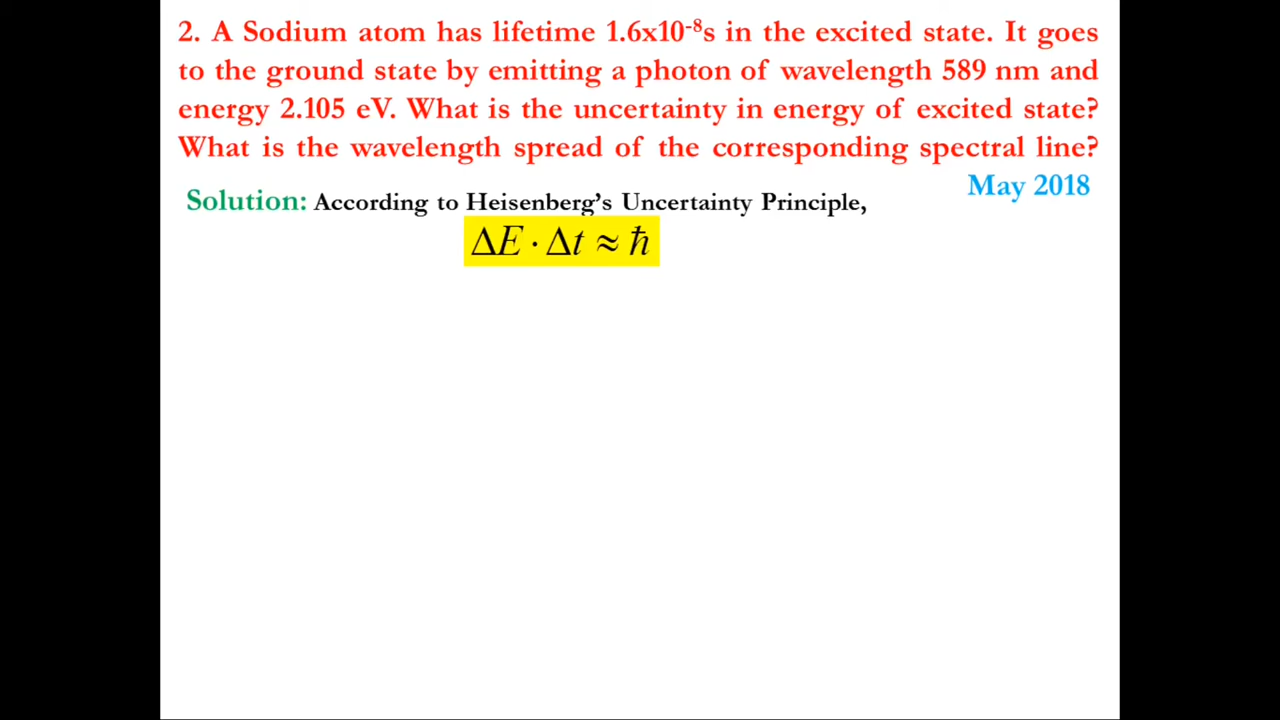 2. A Sodium atom has lifetime 1.6x10⁻⁸s in the excited state. It goes
to the ground state by emitting a photon of wavelength 589 nm and
energy 2.105 eV. What is the uncertainty in energy of excited state?
What is the wavelength spread of the corresponding spectral line?
May 2018
Solution: According to Heisenberg's Uncertainty Principle,
ΔE · Δt ≈ ħ